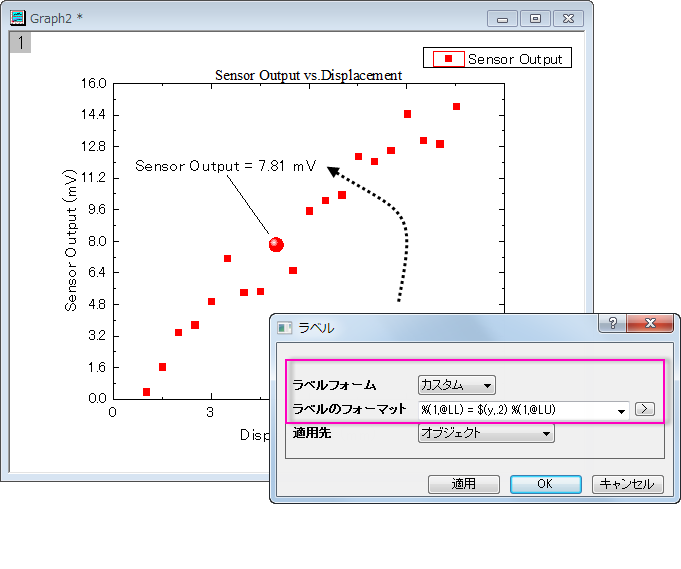 Graph2 *
1
Sensor Output
Sensor Output vs.Displacement
16.0
14.4
12.8
11.2
9.6
8.0
6.4
4.8
3.2
1.6
0.0
Sensor Output (mV)
Sensor Output = 7.81 mV
0
3
Disp
ラベル
?
ラベルフォーム
カスタム
ラベルのフォーマット
%(1,@LL) = $(y,.2) %(1,@LU)
>
適用先
オブジェクト
適用
OK
キャンセル